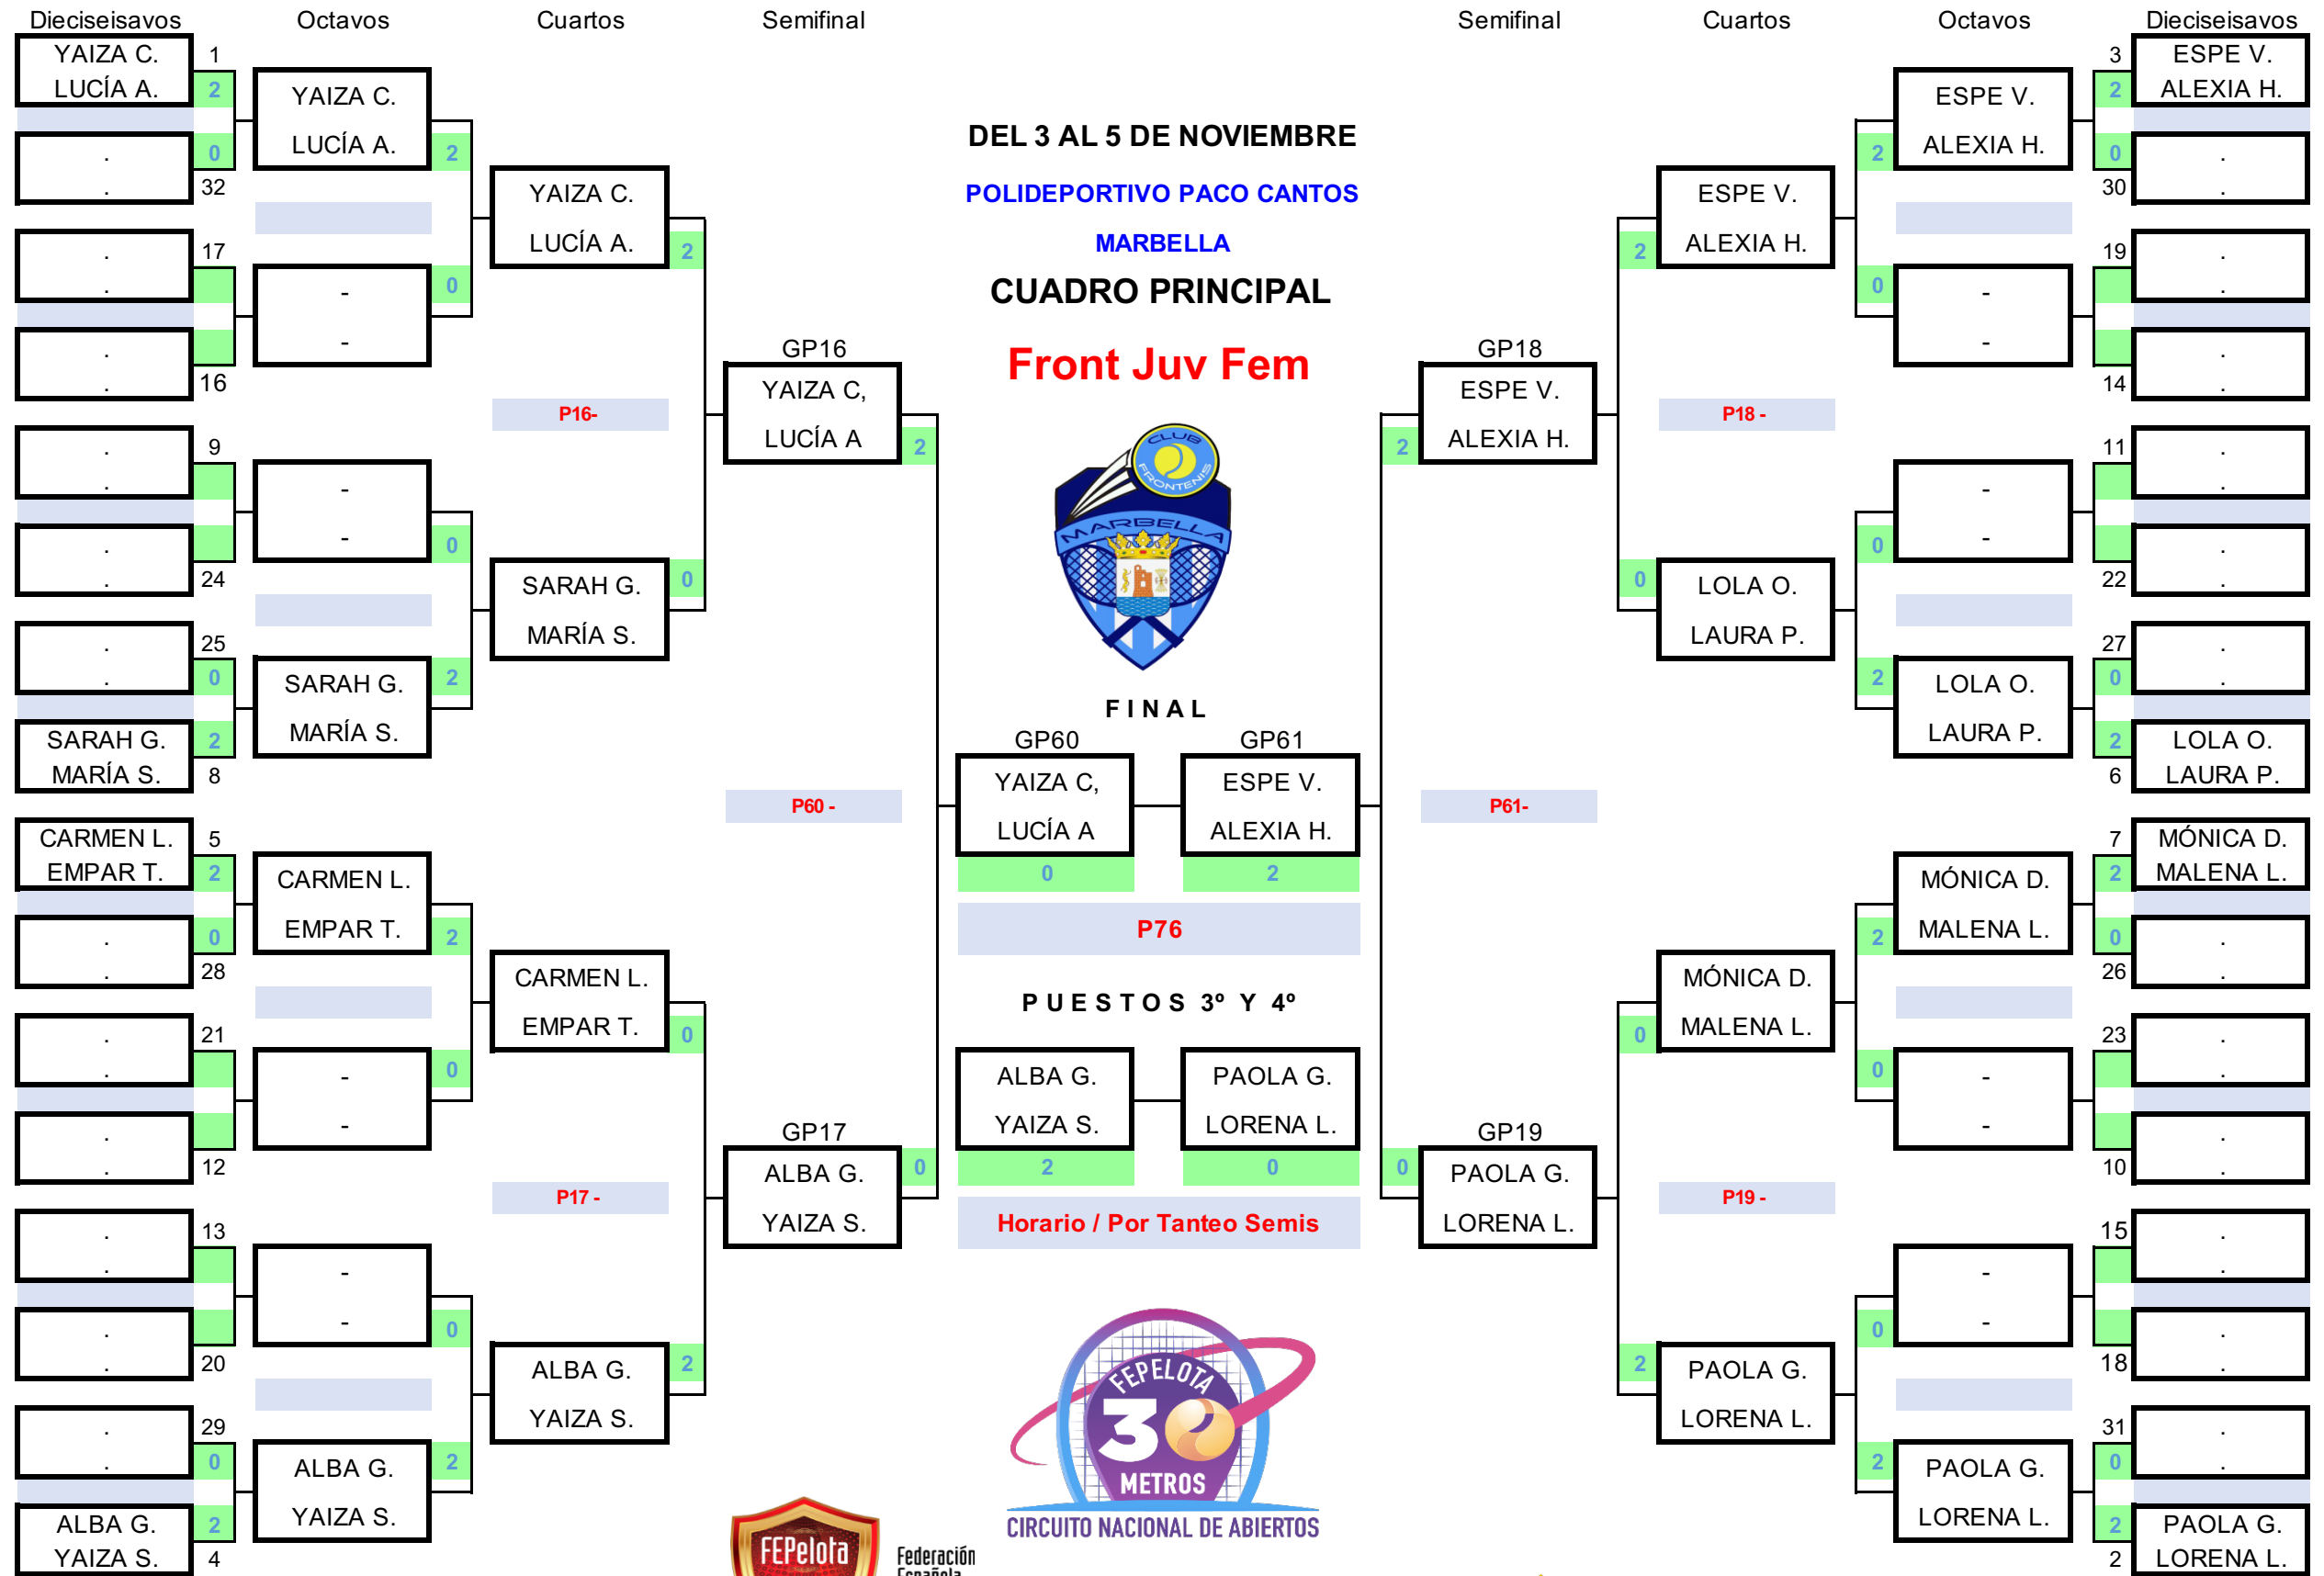 Dieciseisavos Octavos Cuartos Semifinal Semifinal Cuartos Octavos Dieciseisavos
YAIZA C. 1
LUCÍA A. 2
. 0
. 32
. 17
.
.
. 16
. 9
.
.
. 24
. 25
. 0
SARAH G. 2
MARÍA S. 8
CARMEN L. 5
EMPAR T. 2
. 0
. 28
. 21
.
.
. 12
. 13
.
.
. 20
. 29
. 0
ALBA G. 2
YAIZA S. 4
YAIZA C.
LUCÍA A. 2
- 0
-
-
- 0
SARAH G. 2
MARÍA S.
CARMEN L.
EMPAR T. 2
- 0
-
-
- 0
ALBA G. 2
YAIZA S.
YAIZA C.
LUCÍA A. 2
P16-
SARAH G. 0
MARÍA S.
CARMEN L.
EMPAR T. 0
P17 -
ALBA G. 2
YAIZA S.
GP16
YAIZA C,
LUCÍA A 2
P60 -
GP17
ALBA G. 0
YAIZA S.
DEL 3 AL 5 DE NOVIEMBRE
POLIDEPORTIVO PACO CANTOS
MARBELLA
CUADRO PRINCIPAL
Front Juv Fem
CLUB
FRONTENIS
MARBELLA
FINAL
GP60 GP61
YAIZA C, ESPE V.
LUCÍA A ALEXIA H.
0 2
P76
PUESTOS 3º Y 4º
ALBA G. PAOLA G.
YAIZA S. LORENA L.
2 0
Horario / Por Tanteo Semis
FEPELOTA
30
METROS
CIRCUITO NACIONAL DE ABIERTOS
FEPelota
Federación
Española
GP18
ESPE V.
2 ALEXIA H.
P61-
GP19
0 PAOLA G.
LORENA L.
ESPE V.
2 ALEXIA H.
P18 -
0 LOLA O.
LAURA P.
MÓNICA D.
0 MALENA L.
P19 -
2 PAOLA G.
LORENA L.
ESPE V.
2 ALEXIA H.
0 -
-
-
0 -
2 LOLA O.
LAURA P.
MÓNICA D.
2 MALENA L.
0 -
-
-
0 -
2 PAOLA G.
LORENA L.
3 ESPE V.
2 ALEXIA H.
0 .
30 .
19 .
.
.
14 .
11 .
.
.
22 .
27 .
0 .
2 LOLA O.
6 LAURA P.
7 MÓNICA D.
2 MALENA L.
0 .
26 .
23 .
.
.
10 .
15 .
.
.
18 .
31 .
0 .
2 PAOLA G.
2 LORENA L.